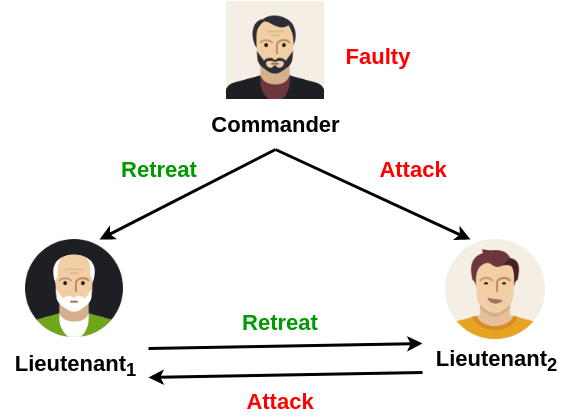 Faulty
Commander
Retreat
Attack
Retreat
Lieutenant1
Lieutenant2
Attack